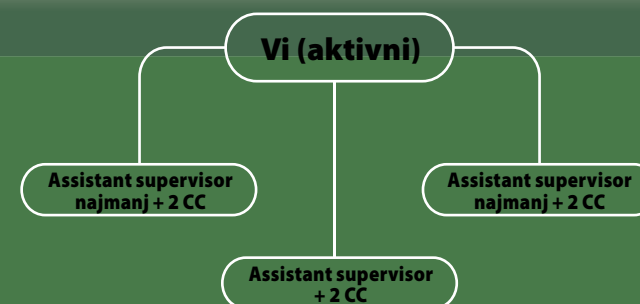 Vi (aktivni)
Assistant supervisor
najmanj + 2 CC
Assistant supervisor
najmanj + 2 CC
Assistant supervisor
+ 2 CC